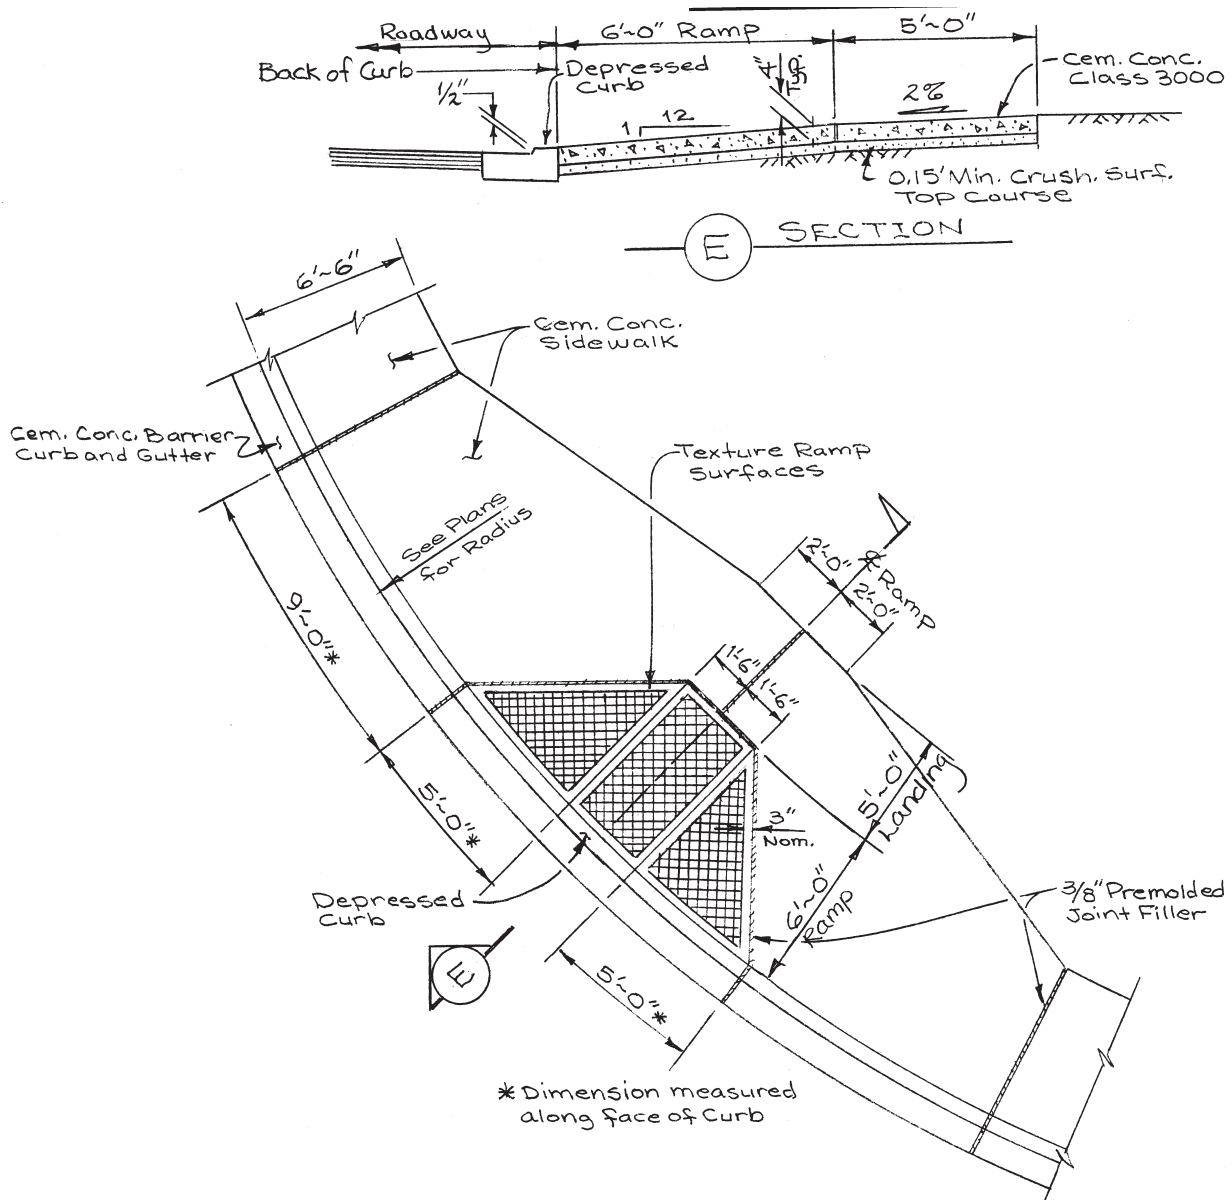 Roadway
6'~0" Ramp
5'~0"
Back of Curb
Depressed
Curb
1/2"
4"
Cem. Conc.
Class 3000
2%
1
12
0.15' Min. Crush. Surf.
Top Course
E
SECTION
6'~6"
Cem. Conc.
Sidewalk
Cem. Conc. Barrier
Curb and Gutter
Texture Ramp
Surfaces
See Plans
for Radius
2'~0"
℄ Ramp
2'~0"
9'~0"*
1'-6"
1'-6"
5'~0"*
5'~0"
Landing
3"
Nom.
6'~0"
Ramp
Depressed
Curb
3/8" Premolded
Joint Filler
E
5'~0"*
* Dimension measured
along face of Curb